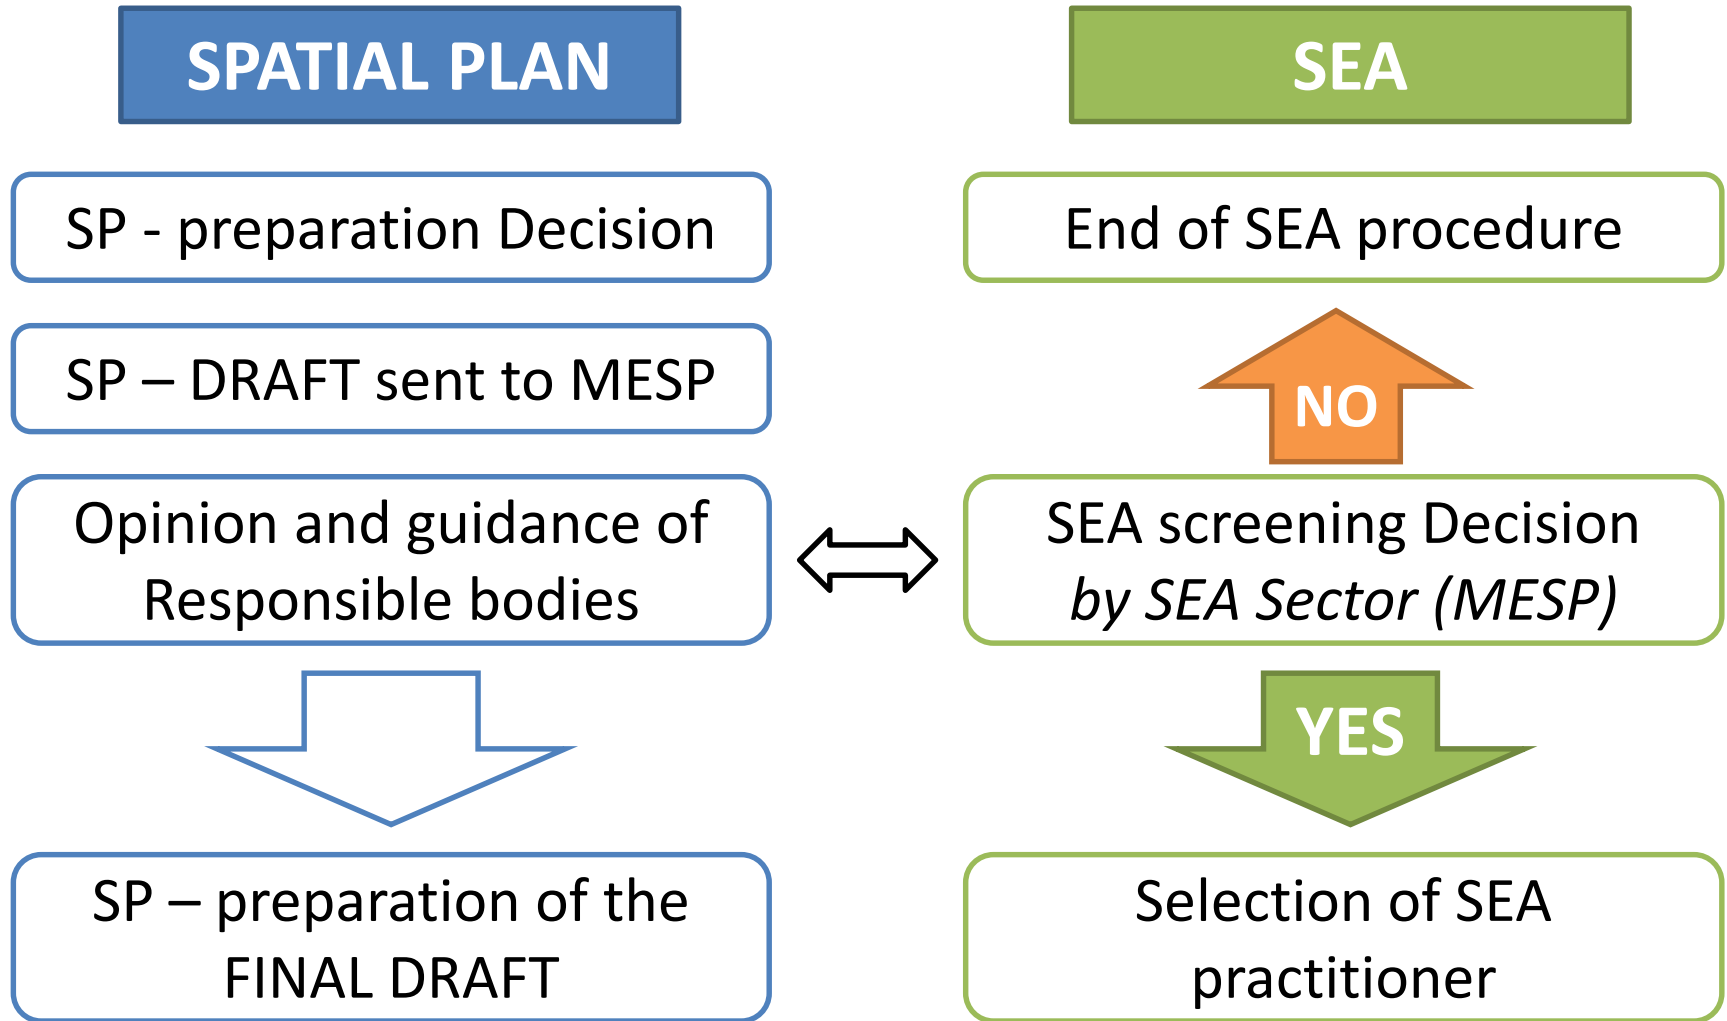 SPATIAL PLAN
SP - preparation Decision
SP – DRAFT sent to MESP
Opinion and guidance of
Responsible bodies
SP – preparation of the
FINAL DRAFT
SEA
End of SEA procedure
NO
SEA screening Decision
by SEA Sector (MESP)
YES
Selection of SEA
practitioner